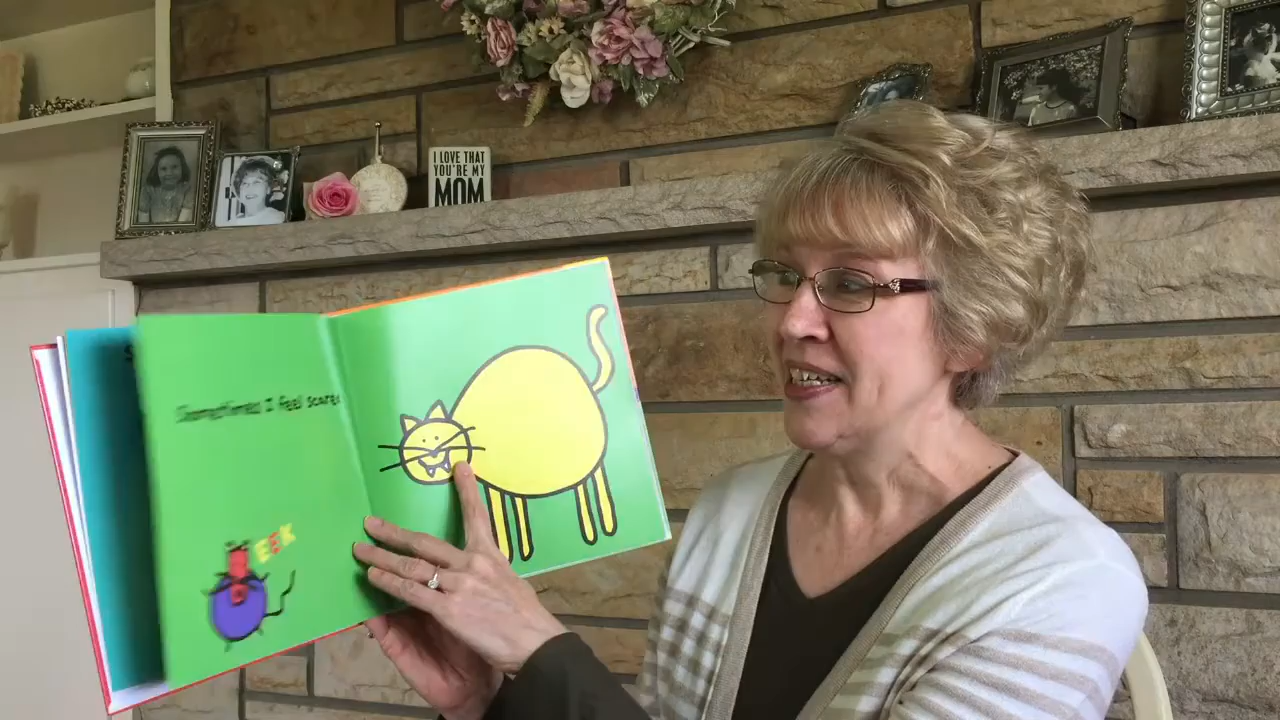 I LOVE THAT
YOU'RE MY
MOM
Sometimes I feel scared
EEK